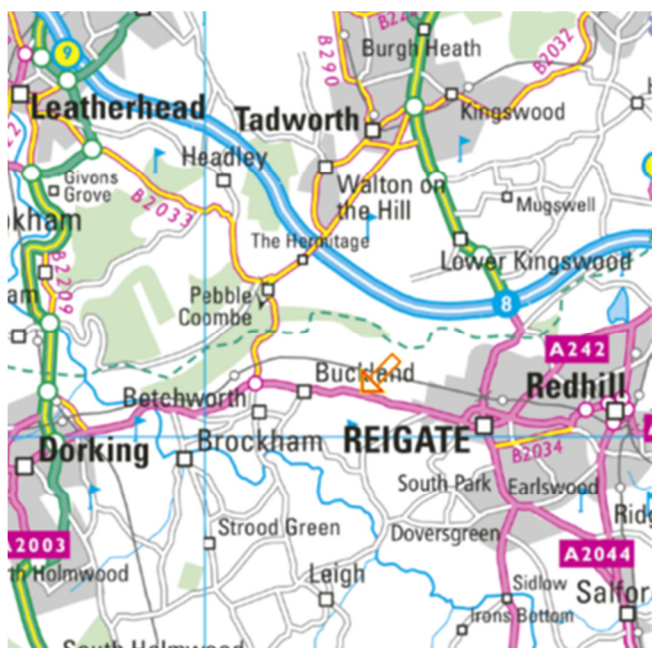 Burgh Heath
B2032
B290
9
Leatherhead
Tadworth
Kingswood
Headley
Givons
Grove
B2033
Walton on
the Hill
Mugswell
kham
The Hermitage
Lower Kingswood
B2209
am
Pebble
Coombe
8
A242
Buckland
Betchworth
Redhill
Dorking
Brockham
REIGATE
B2034
South Park
Earlswood
Strood Green
Doversgreen
Ridg
A2003
A2044
th Holmwood
Leigh
Sidlow
Salfor
Irons Bottom
South Holmwood